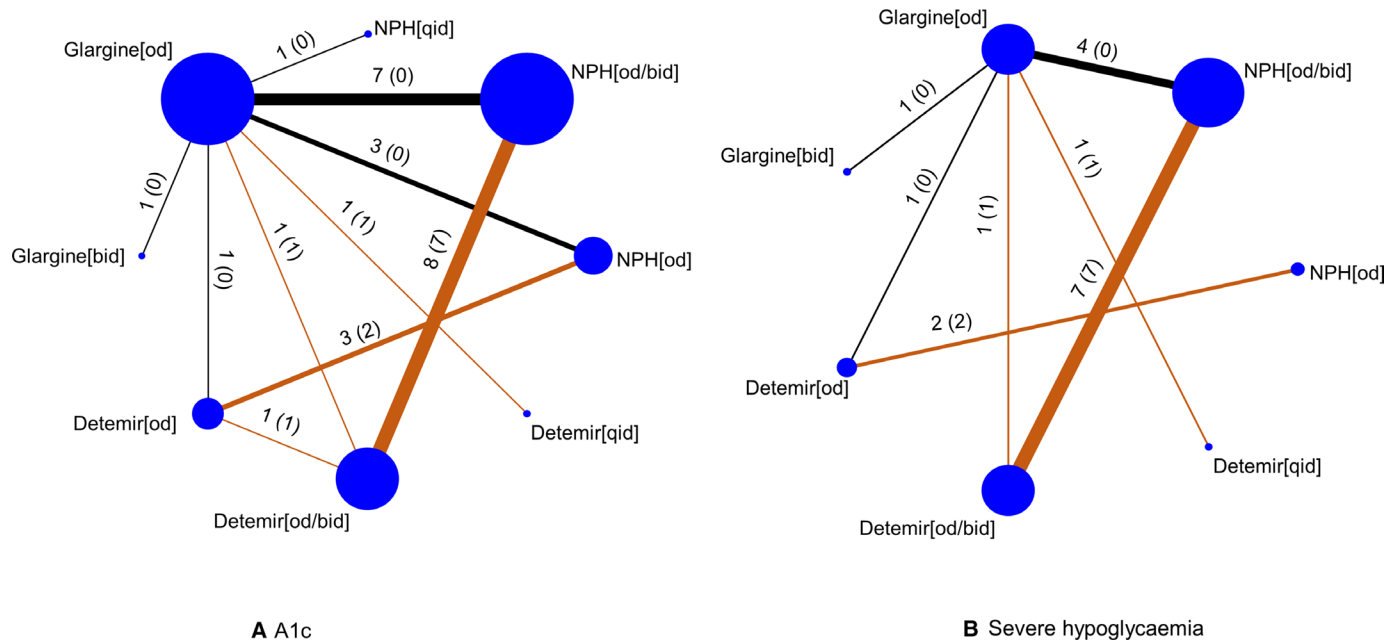 Glargine[od]
NPH[qid]
1 (0)
7 (0)
NPH[od/bid]
3 (0)
1 (0)
1 (0)
1 (1)
1 (1)
8 (7)
Glargine[bid]
NPH[od]
3 (2)
Detemir[od]
1 (1)
Detemir[qid]
Detemir[od/bid]
A A1c
Glargine[od]
4 (0)
NPH[od/bid]
1 (0)
Glargine[bid]
1 (0)
1 (1)
1 (1)
7 (7)
NPH[od]
2 (2)
Detemir[od]
Detemir[qid]
Detemir[od/bid]
B Severe hypoglycaemia